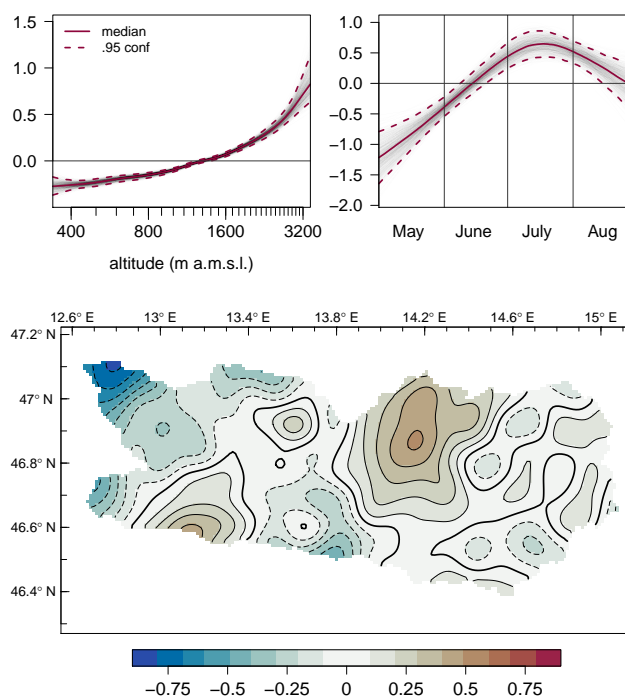 1.5
1.0
0.5
0.0
median
.95 conf
400 800 1600 3200
altitude (m a.m.s.l.)
1.0
0.5
0.0
−0.5
−1.0
−1.5
−2.0
May June July Aug
12.6° E 13° E 13.4° E 13.8° E 14.2° E 14.6° E 15° E
47.2° N
47° N
46.8° N
46.6° N
46.4° N
−0.75 −0.5 −0.25 0 0.25 0.5 0.75